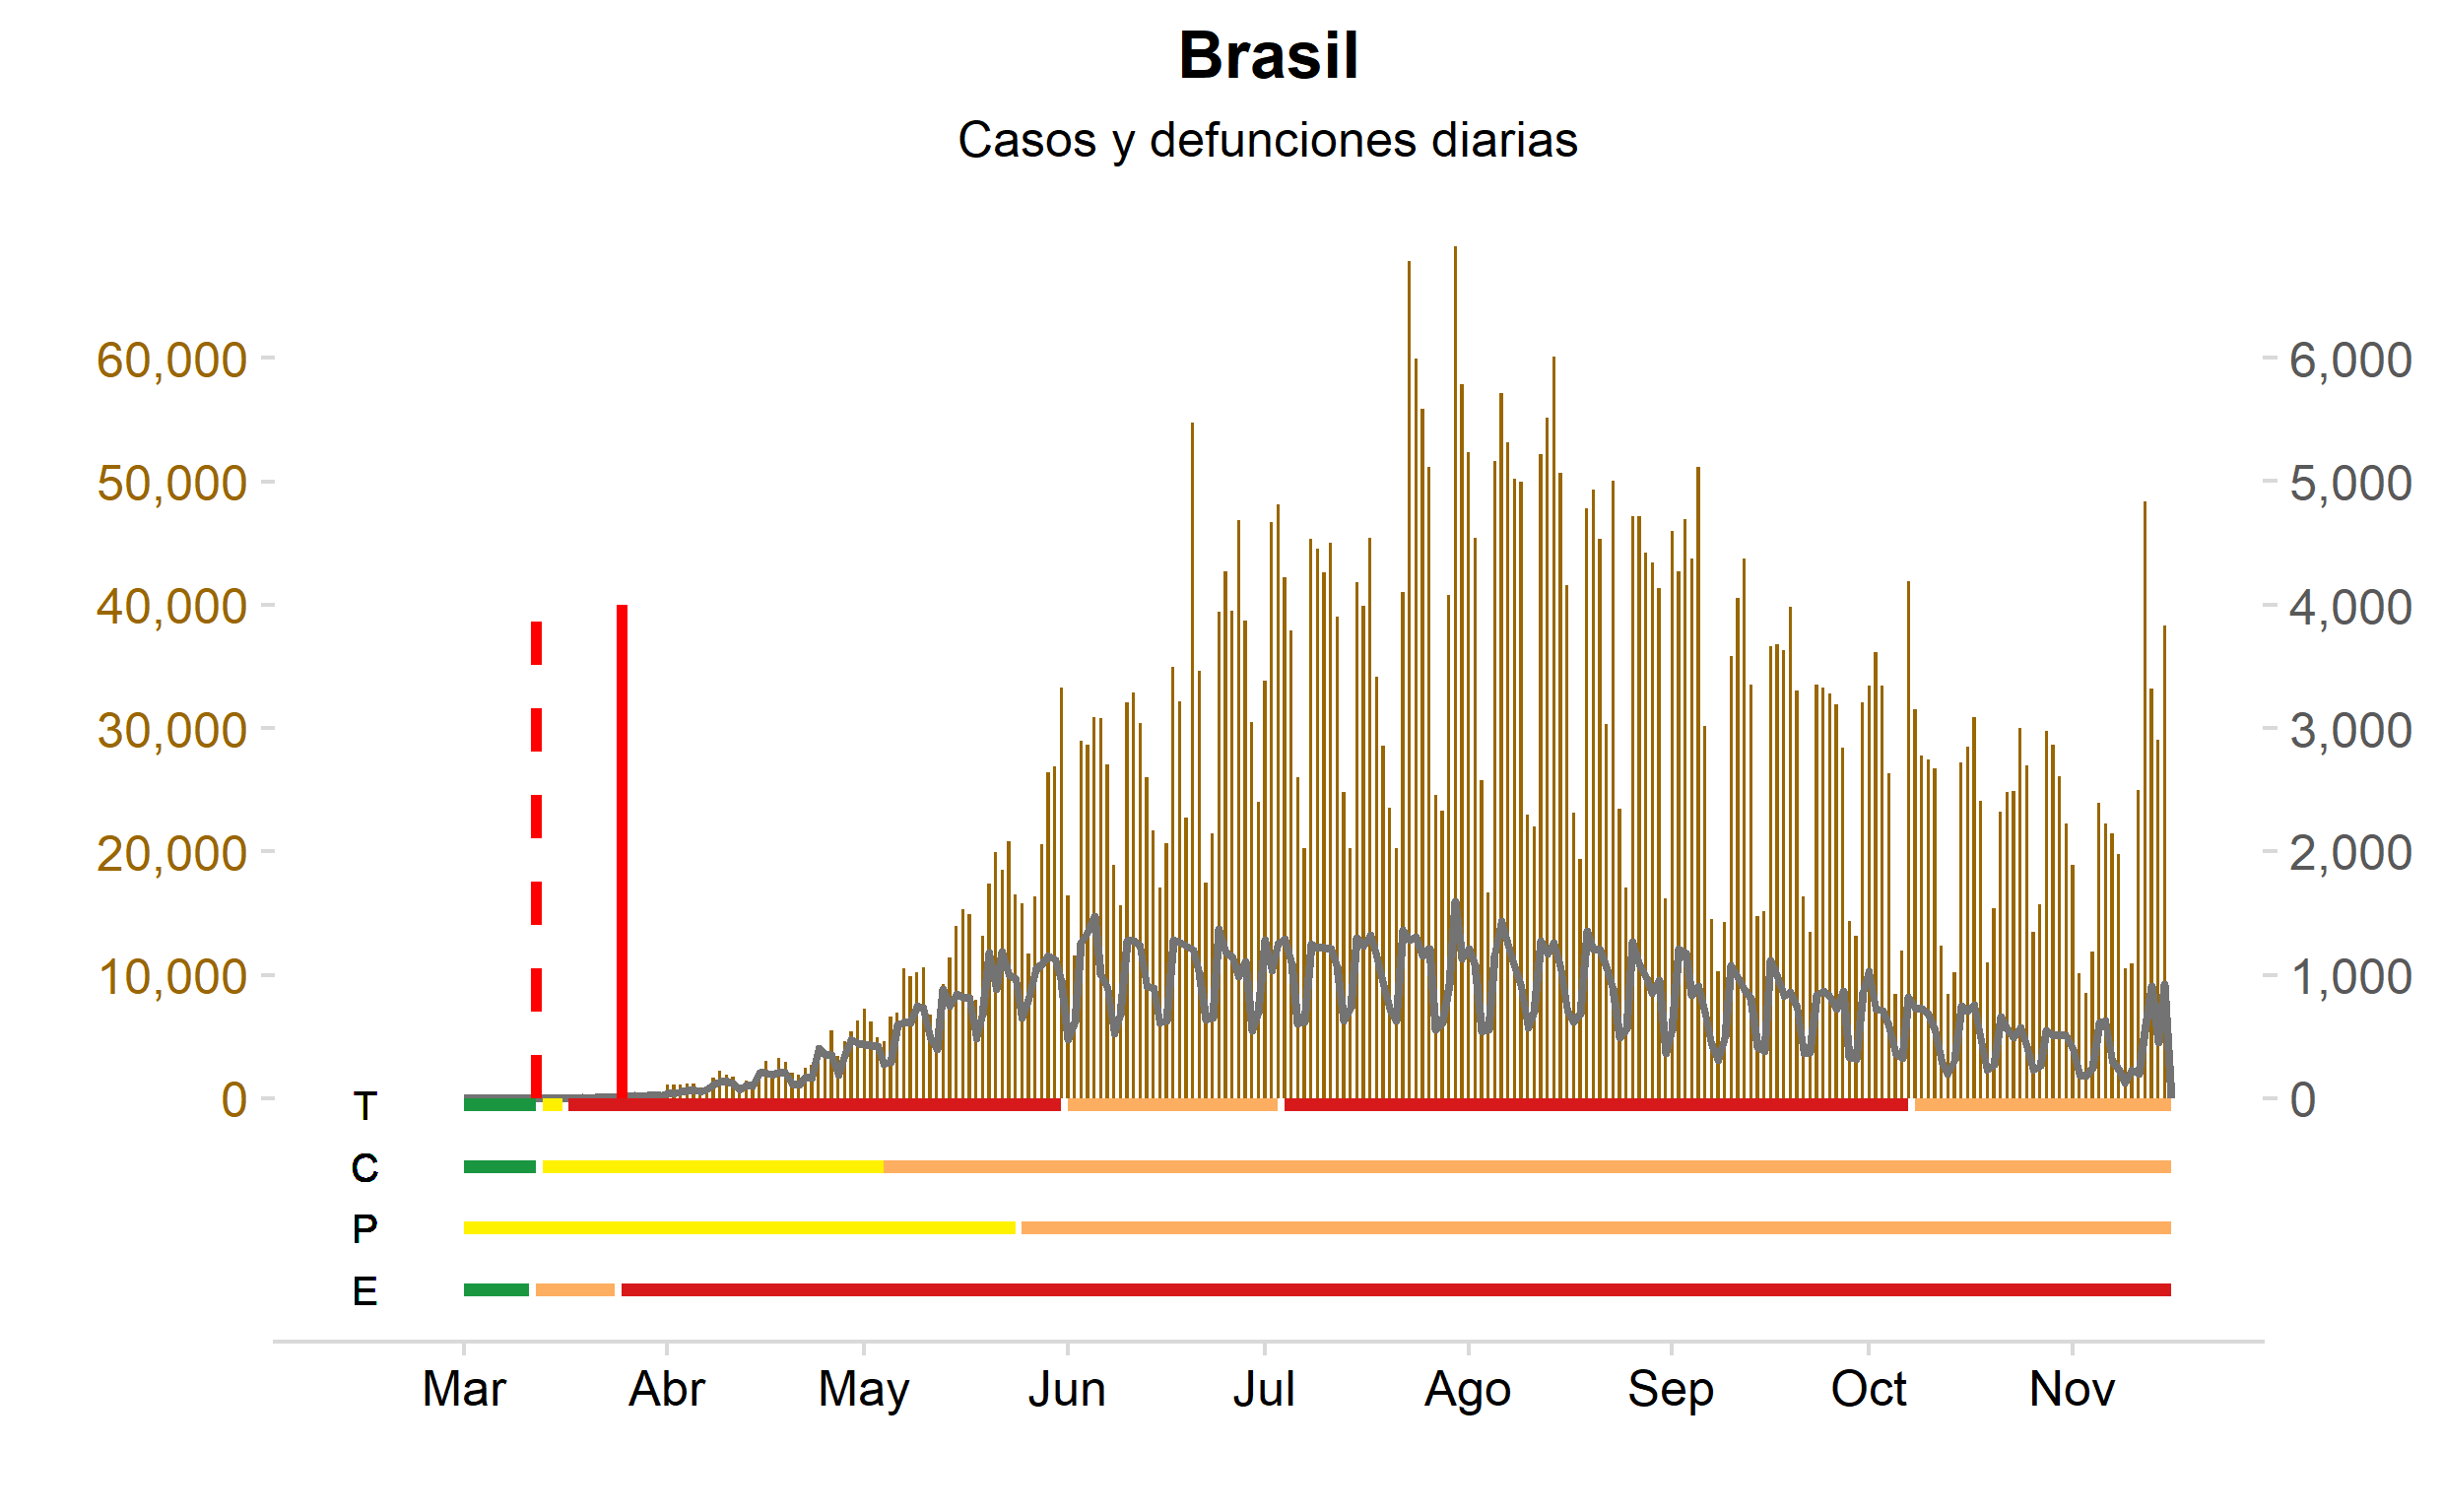 Brasil
Casos y defunciones diarias
60,000 6,000
50,000 5,000
40,000 4,000
30,000 3,000
20,000 2,000
10,000 1,000
0 0
T
C
P
E
Mar Abr May Jun Jul Ago Sep Oct Nov